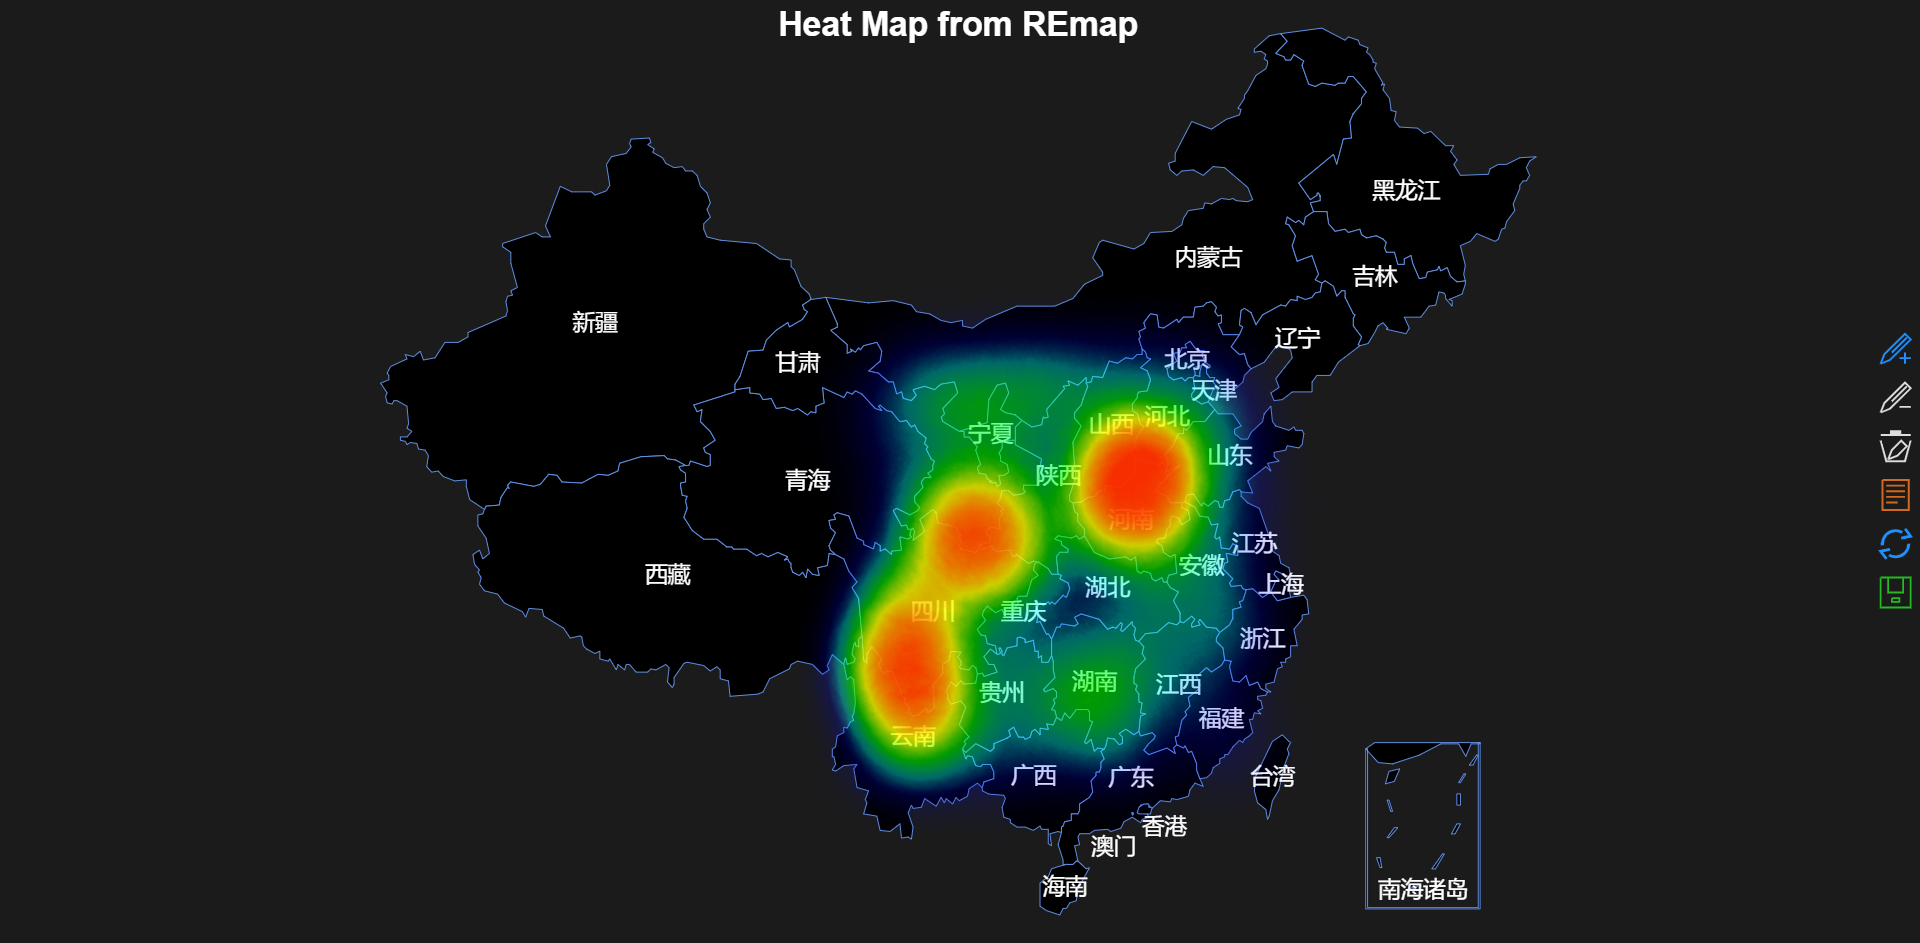 Heat Map from REmap
黑龙江
内蒙古
吉林
新疆
辽宁
甘肃
北京
天津
山西
河北
宁夏
山东
陕西
青海
河南
江苏
安徽
西藏
上海
湖北
四川
重庆
浙江
湖南
江西
贵州
福建
云南
广西
广东
台湾
香港
澳门
海南
南海诸岛